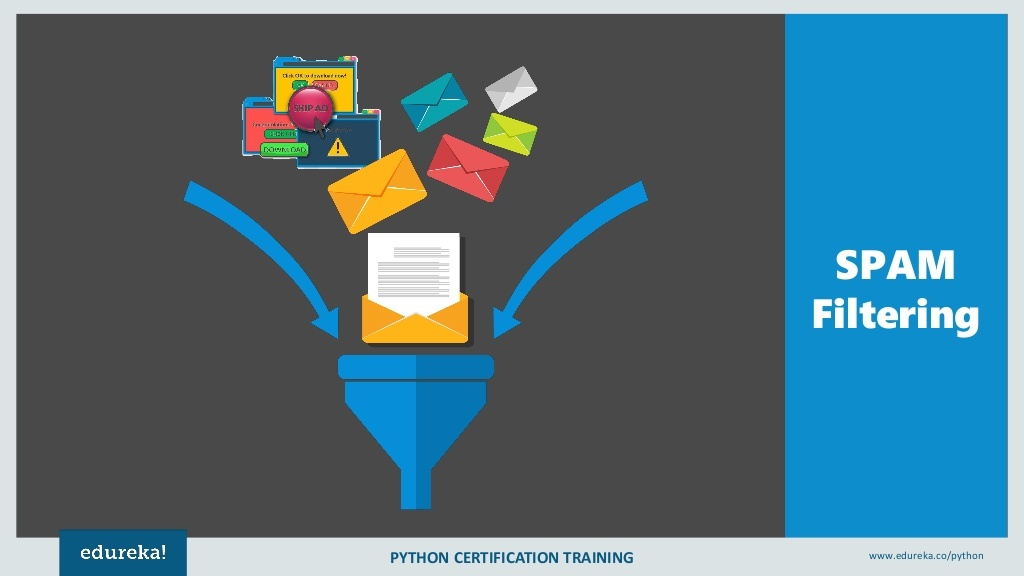 Click OK to download now!
SKIP AD
DOWNLOAD
SPAM
Filtering
edureka!
PYTHON CERTIFICATION TRAINING
www.edureka.co/python